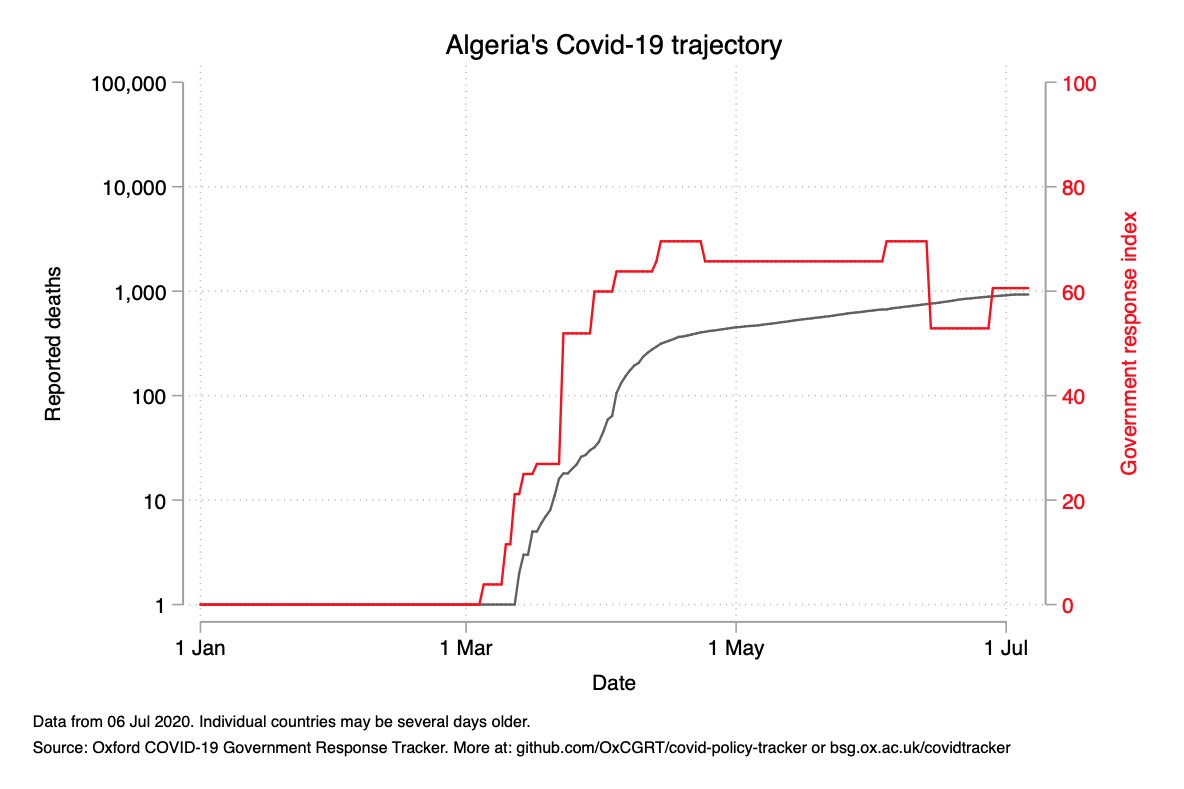 Algeria's Covid-19 trajectory
100,000
10,000
1,000
100
10
1
Reported deaths
100
80
60
40
20
0
Government response index
1 Jan
1 Mar
1 May
1 Jul
Date
Data from 06 Jul 2020. Individual countries may be several days older.
Source: Oxford COVID-19 Government Response Tracker. More at: github.com/OxCGRT/covid-policy-tracker or bsg.ox.ac.uk/covidtracker